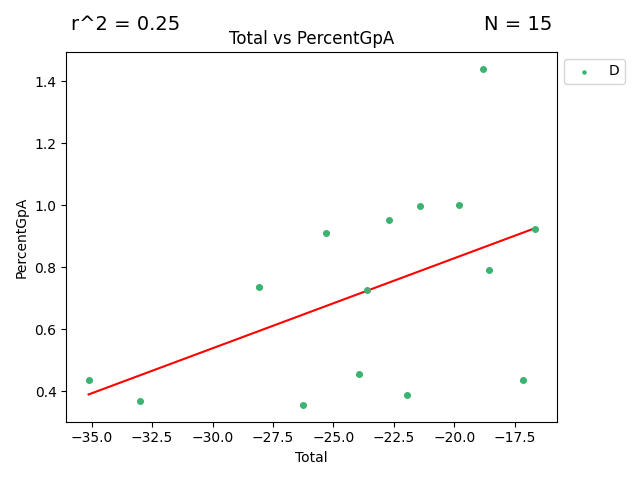 r^2 = 0.25
N = 15
Total vs PercentGpA
D
PercentGpA
1.4
1.2
1.0
0.8
0.6
0.4
−35.0 −32.5 −30.0 −27.5 −25.0 −22.5 −20.0 −17.5
Total